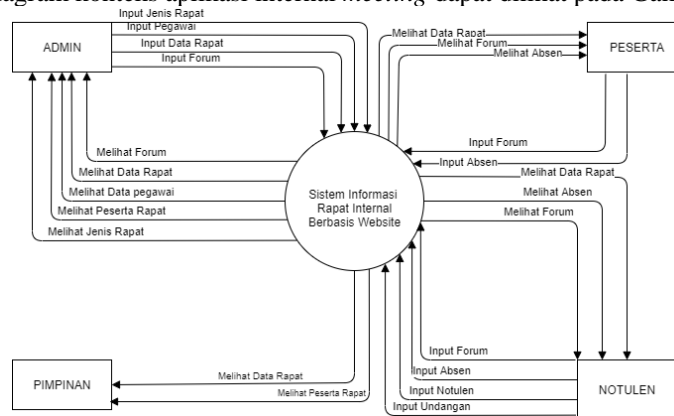 agram konteks aplikasi internal meeting dapat dilihat pada Gam
Input Jenis Rapat
Input Pegawai
Input Data Rapat
Input Forum
ADMIN
Melihat Data Rapat
Melihat Forum
Melihat Absen
PESERTA
Input Forum
Input Absen
Melihat Forum
Melihat Data Rapat
Melihat Data pegawai
Melihat Peserta Rapat
Melihat Jenis Rapat
Sistem Informasi
Rapat Internal
Berbasis Website
Melihat Data Rapat
Melihat Absen
Melihat Forum
Input Forum
Input Absen
Input Notulen
Input Undangan
NOTULEN
PIMPINAN
Melihat Data Rapat
Melihat Peserta Rapat